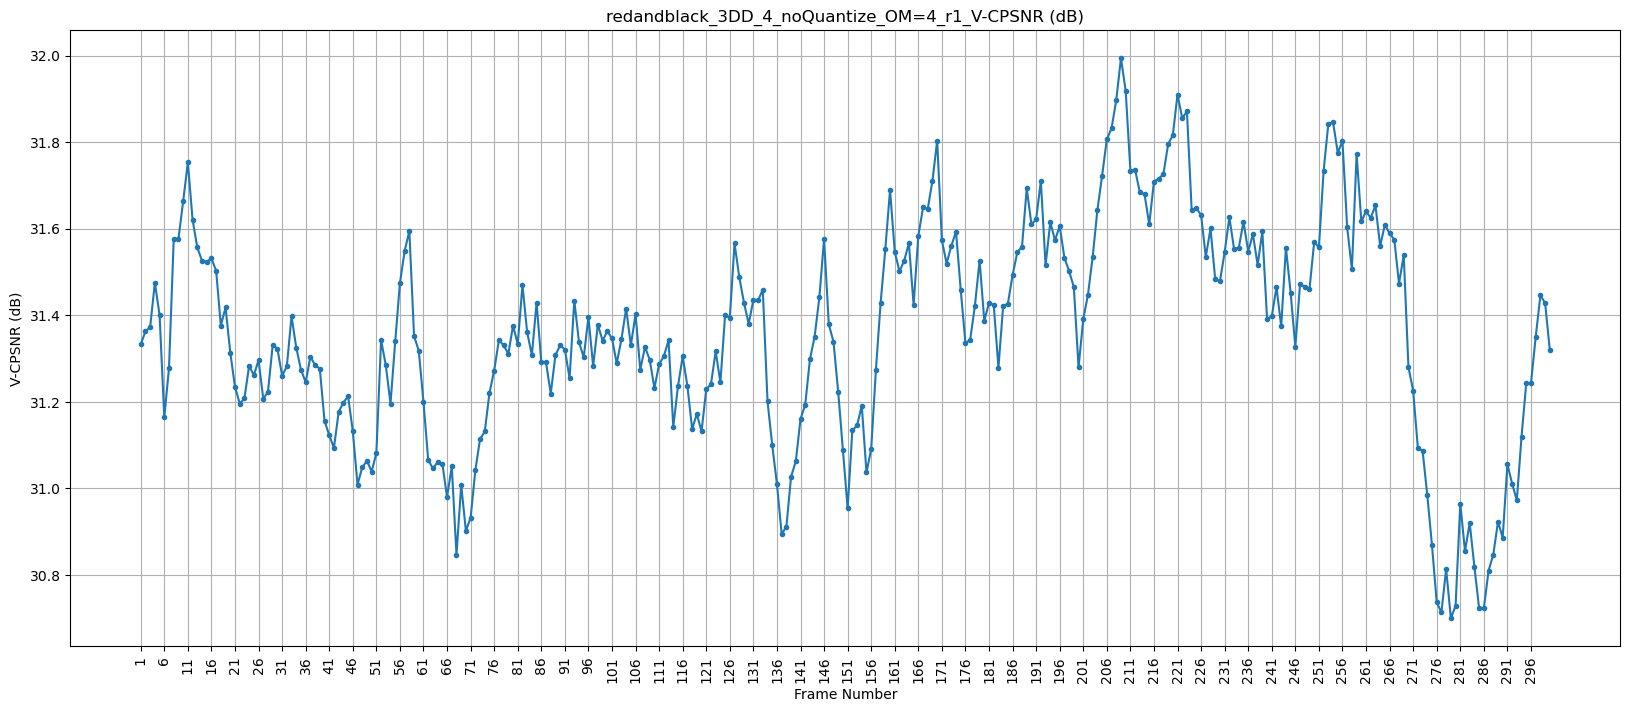 redandblack_3DD_4_noQuantize_OM=4_r1_V-CPSNR (dB)
V-CPSNR (dB)
32.0
31.8
31.6
31.4
31.2
31.0
30.8
1 6 11 16 21 26 31 36 41 46 51 56 61 66 71 76 81 86 91 96 101 106 111 116 121 126 131 136 141 146 151 156 161 166 171 176 181 186 191 196 201 206 211 216 221 226 231 236 241 246 251 256 261 266 271 276 281 286 291 296
Frame Number